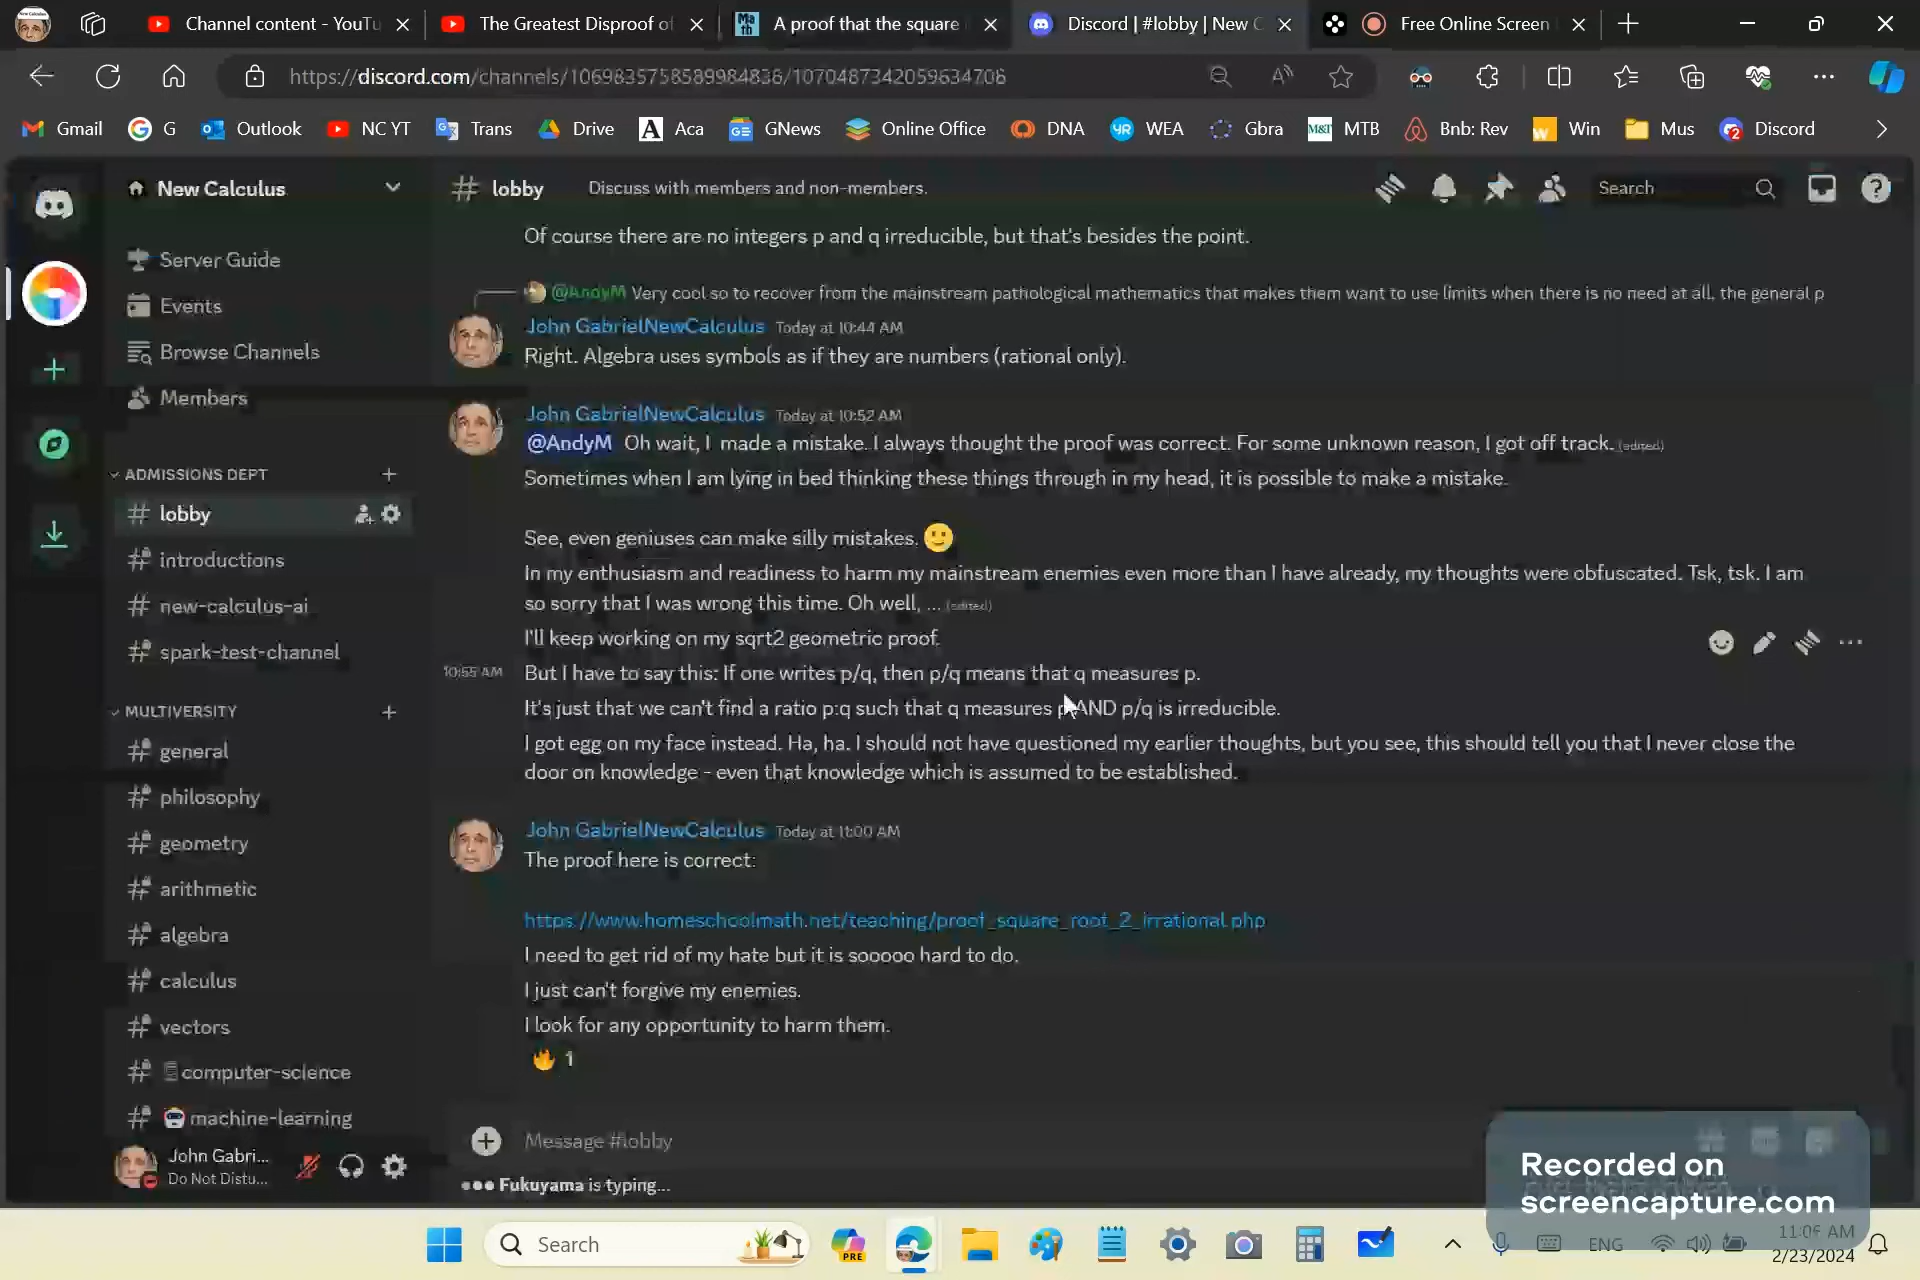 Channel content - YouTu
The Greatest Disproof of
A proof that the square
Discord | #lobby | New C
Free Online Screen
https://discord.com/channels/1069835758589984836/1070487342059634706
Gmail
G
Outlook
NC YT
Trans
Drive
Aca
GNews
Online Office
DNA
WEA
Gbra
MTB
Bnb: Rev
Win
Mus
Discord
New Calculus
# lobby
Discuss with members and non-members.
Search
Server Guide
Events
Browse Channels
Members
ADMISSIONS DEPT
lobby
introductions
new-calculus-ai
spark-test-channel
MULTIVERSITY
general
philosophy
geometry
arithmetic
algebra
calculus
vectors
computer-science
machine-learning
John Gabri...
Do Not Distu...
Of course there are no integers p and q irreducible, but that's besides the point.
@AndyM Very cool so to recover from the mainstream pathological mathematics that makes them want to use limits when there is no need at all, the general p
John GabrielNewCalculus Today at 10:44 AM
Right. Algebra uses symbols as if they are numbers (rational only).
John GabrielNewCalculus Today at 10:52 AM
@AndyM Oh wait, I made a mistake. I always thought the proof was correct. For some unknown reason, I got off track. (edited)
Sometimes when I am lying in bed thinking these things through in my head, it is possible to make a mistake.
See, even geniuses can make silly mistakes. 🙂
In my enthusiasm and readiness to harm my mainstream enemies even more than I have already, my thoughts were obfuscated. Tsk, tsk. I am
so sorry that I was wrong this time. Oh well, ... (edited)
I'll keep working on my sqrt2 geometric proof.
10:55 AM But I have to say this: If one writes p/q, then p/q means that q measures p.
It's just that we can't find a ratio p:q such that q measures p AND p/q is irreducible.
I got egg on my face instead. Ha, ha. I should not have questioned my earlier thoughts, but you see, this should tell you that I never close the
door on knowledge - even that knowledge which is assumed to be established.
John GabrielNewCalculus Today at 11:00 AM
The proof here is correct:
https://www.homeschoolmath.net/teaching/proof_square_root_2_irrational.php
I need to get rid of my hate but it is sooooo hard to do.
I just can't forgive my enemies.
I look for any opportunity to harm them.
🔥 1
Message #lobby
Fukuyama is typing...
Recorded on
screencapture.com
Search
PRE
ENG
11:06 AM
2/23/2024